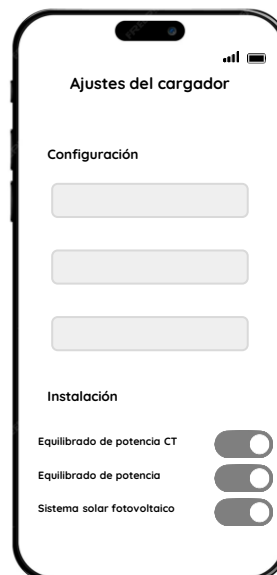 Ajustes del cargador
Configuración
Instalación
Equilibrado de potencia CT
Equilibrado de potencia
Sistema solar fotovoltaico